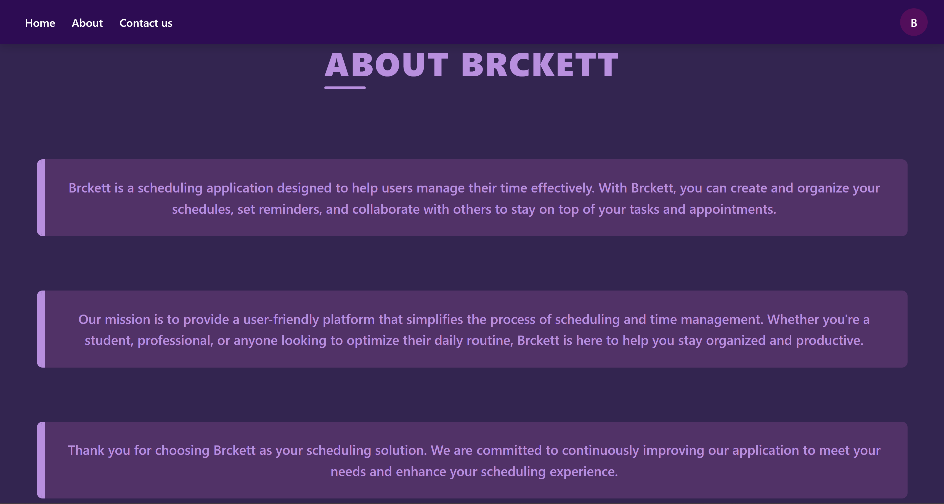 Home About Contact us B
ABOUT BRCKETT
Brckett is a scheduling application designed to help users manage their time effectively. With Brckett, you can create and organize your
schedules, set reminders, and collaborate with others to stay on top of your tasks and appointments.
Our mission is to provide a user-friendly platform that simplifies the process of scheduling and time management. Whether you're a
student, professional, or anyone looking to optimize their daily routine, Brckett is here to help you stay organized and productive.
Thank you for choosing Brckett as your scheduling solution. We are committed to continuously improving our application to meet your
needs and enhance your scheduling experience.